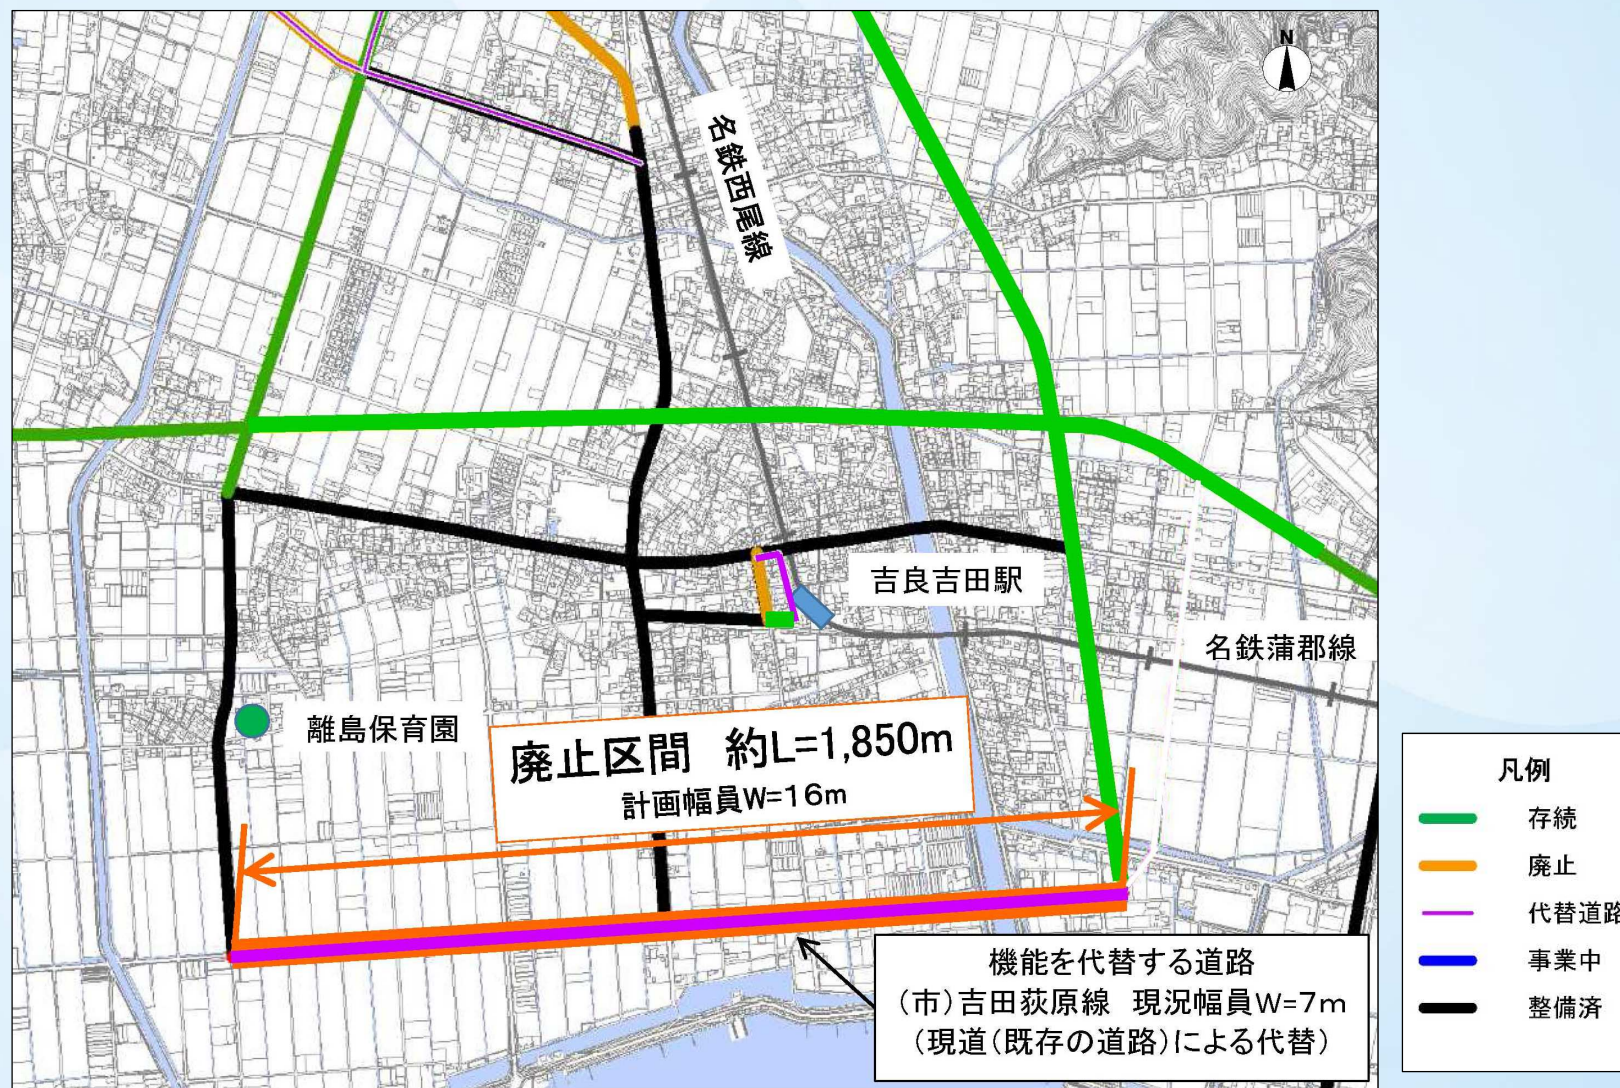 N
名鉄西尾線
吉良吉田駅
名鉄蒲郡線
離島保育園
廃止区間 約L=1,850m
計画幅員W=16m
機能を代替する道路
(市)吉田荻原線 現況幅員W=7m
(現道(既存の道路)による代替)
凡例
存続
廃止
代替道路
事業中
整備済